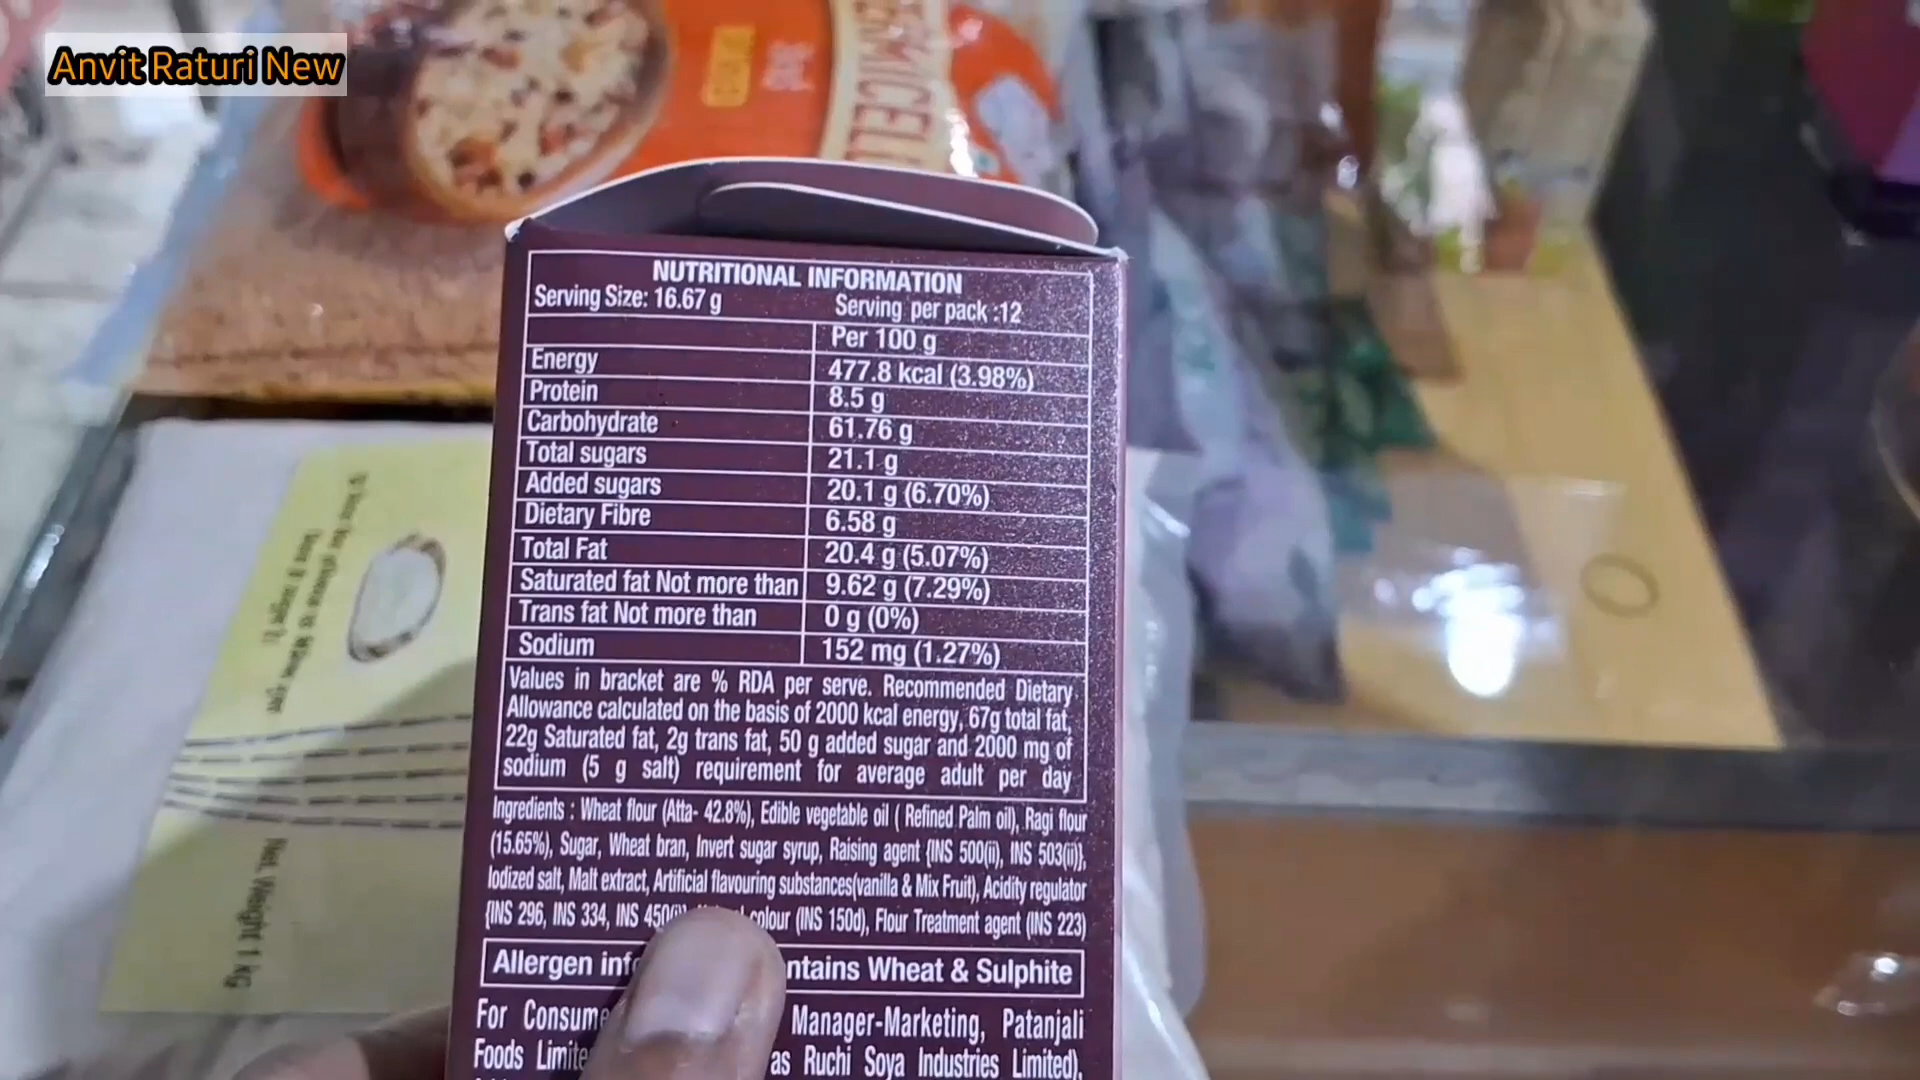 Anvit Raturi New
VERMICELLI
ROASTED
NUTRITIONAL INFORMATION
Serving Size: 16.67 g Serving per pack :12
Per 100 g
Energy 477.8 kcal (3.98%)
Protein 8.5 g
Carbohydrate 61.76 g
Total sugars 21.1 g
Added sugars 20.1 g (6.70%)
Dietary Fibre 6.58 g
Total Fat 20.4 g (5.07%)
Saturated fat Not more than 9.62 g (7.29%)
Trans fat Not more than 0 g (0%)
Sodium 152 mg (1.27%)
Values in bracket are % RDA per serve. Recommended Dietary
Allowance calculated on the basis of 2000 kcal energy, 67g total fat,
22g Saturated fat, 2g trans fat, 50 g added sugar and 2000 mg of
sodium (5 g salt) requirement for average adult per day
Ingredients : Wheat flour (Atta- 42.8%), Edible vegetable oil ( Refined Palm oil), Ragi flour
(15.65%), Sugar, Wheat bran, Invert sugar syrup, Raising agent {INS 500(ii), INS 503(ii)},
Iodized salt, Malt extract, Artificial flavouring substances(vanilla & Mix Fruit), Acidity regulator
{INS 296, INS 334, INS 450(i)} colour (INS 150d), Flour Treatment agent (INS 223)
Allergen Wheat & Sulphite
For Manager-Marketing, Patanjali
Foods as Ruchi Soya Industries Limited),
Net. Weight 1 KG